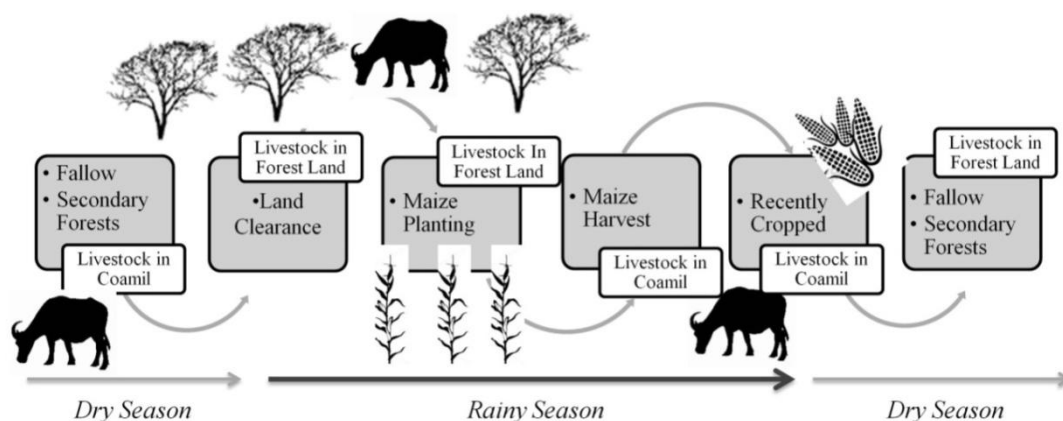 • Fallow
• Secondary
Forests
Livestock in
Coamil
Livestock in
Forest Land
•Land
Clearance
Livestock In
Forest Land
• Maize
Planting
• Maize
Harvest
Livestock in
Coamil
• Recently
Cropped
Livestock in
Coamil
Livestock in
Forest Land
• Fallow
• Secondary
Forests
Dry Season
Rainy Season
Dry Season